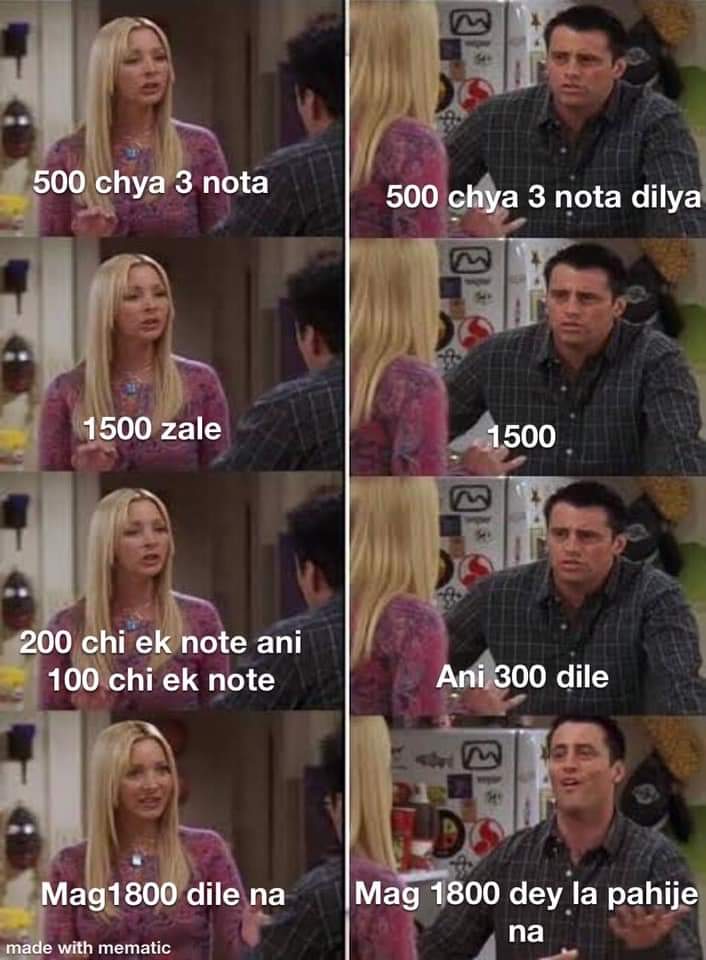 500 chya 3 nota
500 chya 3 nota dilya
1500 zale
1500
200 chi ek note ani
100 chi ek note
Ani 300 dile
Mag1800 dile na
Mag 1800 dey la pahije
na
made with mematic